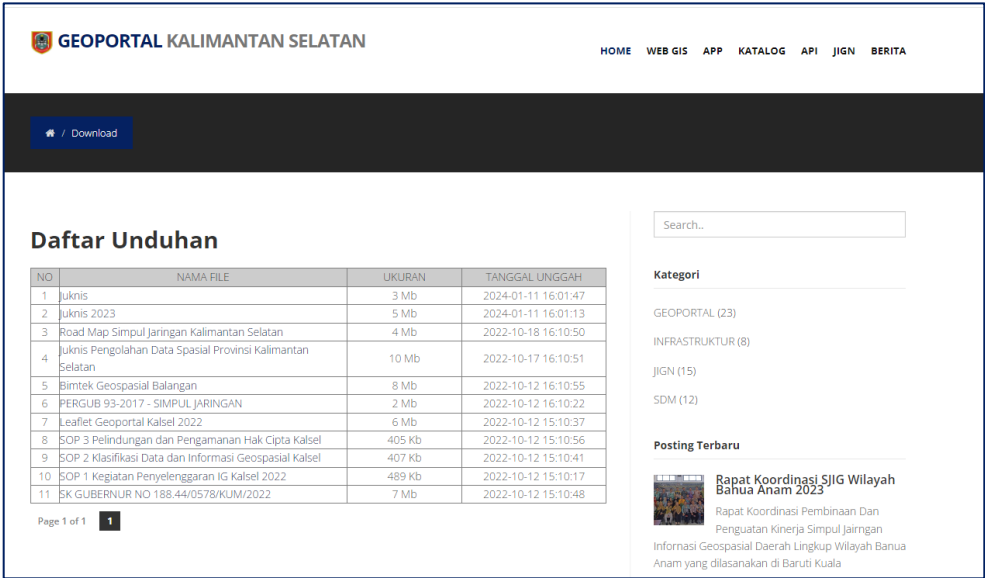 GEOPORTAL KALIMANTAN SELATAN
HOME WEB GIS APP KATALOG API JIGN BERITA
/ Download
Daftar Unduhan
NO NAMA FILE UKURAN TANGGAL UNGGAH
1 Juknis 3 Mb 2024-01-11 16:01:47
2 Juknis 2023 5 Mb 2024-01-11 16:01:13
3 Road Map Simpul Jaringan Kalimantan Selatan 4 Mb 2022-10-18 16:10:50
4 Juknis Pengolahan Data Spasial Provinsi Kalimantan
Selatan 10 Mb 2022-10-17 16:10:51
5 Bimtek Geospasial Balangan 8 Mb 2022-10-12 16:10:55
6 PERGUB 93-2017 - SIMPUL JARINGAN 2 Mb 2022-10-12 16:10:22
7 Leaflet Geoportal Kalsel 2022 6 Mb 2022-10-12 15:10:37
8 SOP 3 Pelindungan dan Pengamanan Hak Cipta Kalsel 405 Kb 2022-10-12 15:10:56
9 SOP 2 Klasifikasi Data dan Informasi Geospasial Kalsel 407 Kb 2022-10-12 15:10:41
10 SOP 1 Kegiatan Penyelenggaran IG Kalsel 2022 489 Kb 2022-10-12 15:10:17
11 SK GUBERNUR NO 188.44/0578/KUM/2022 7 Mb 2022-10-12 15:10:48
Page 1 of 1 1
Search..
Kategori
GEOPORTAL (23)
INFRASTRUKTUR (8)
JIGN (15)
SDM (12)
Posting Terbaru
Rapat Koordinasi SJIG Wilayah
Banua Anam 2023
Rapat Koordinasi Pembinaan Dan
Penguatan Kinerja Simpul Jairngan
Infornasi Geospasial Daerah Lingkup Wilayah Banua
Anam yang dilasanakan di Baruti Kuala